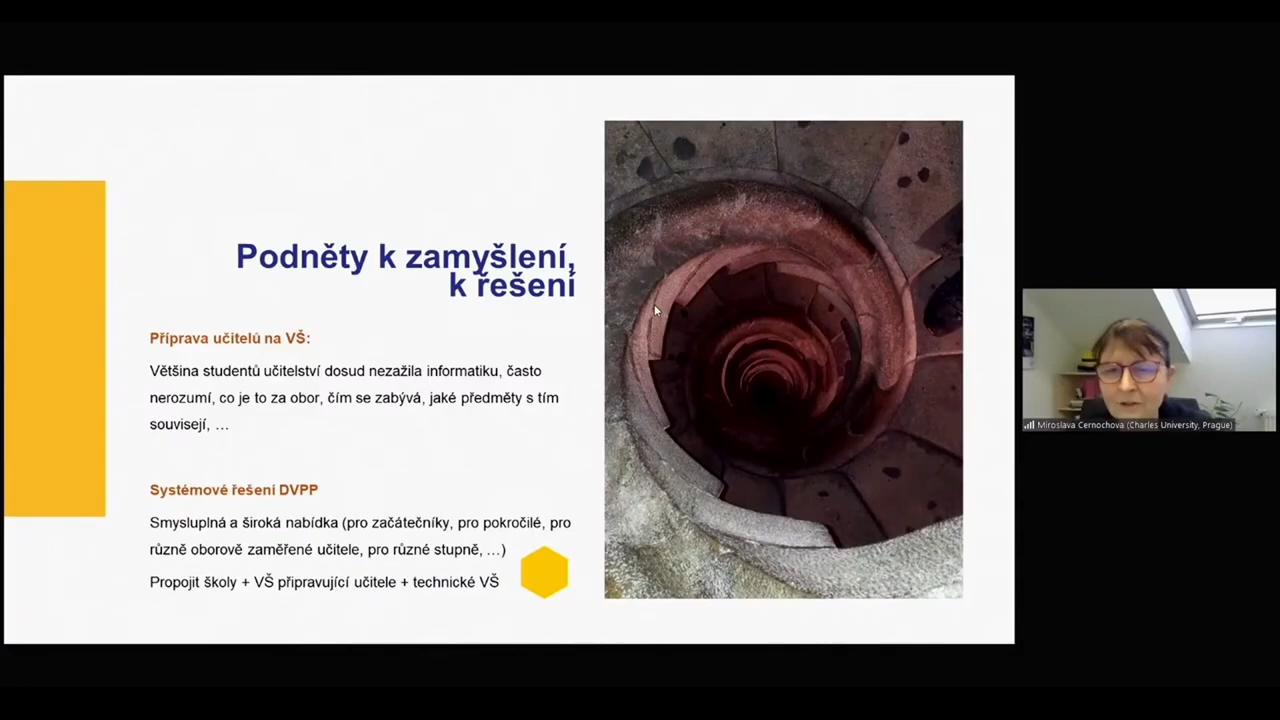 Podněty k zamyšlení,
k řešení
Příprava učitelů na VŠ:
Většina studentů učitelství dosud nezažila informatiku, často
nerozumí, co je to za obor, čím se zabývá, jaké předměty s tím
souvisejí, …
Systémové řešení DVPP
Smysluplná a široká nabídka (pro začátečníky, pro pokročilé, pro
různě oborově zaměřené učitele, pro různé stupně, …)
Propojit školy + VŠ připravující učitele + technické VŠ
Miroslava Cernochova (Charles University, Prague)